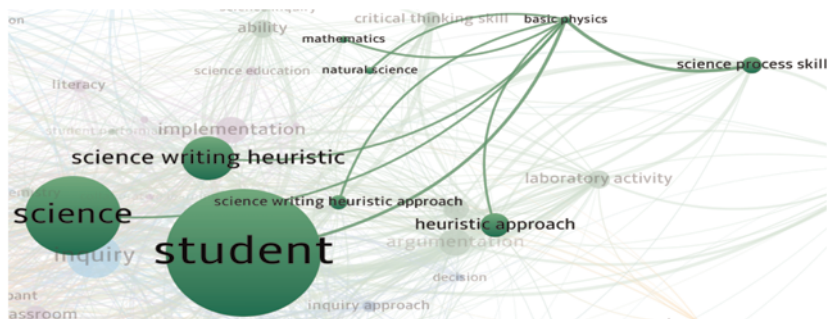 critical thinking skill
basic physics
ability
mathematics
science education
natural science
science process skill
literacy
implementation
science writing heuristic
laboratory activity
science
science writing heuristic approach
heuristic approach
student
argumentation
inquiry
decision
inquiry approach